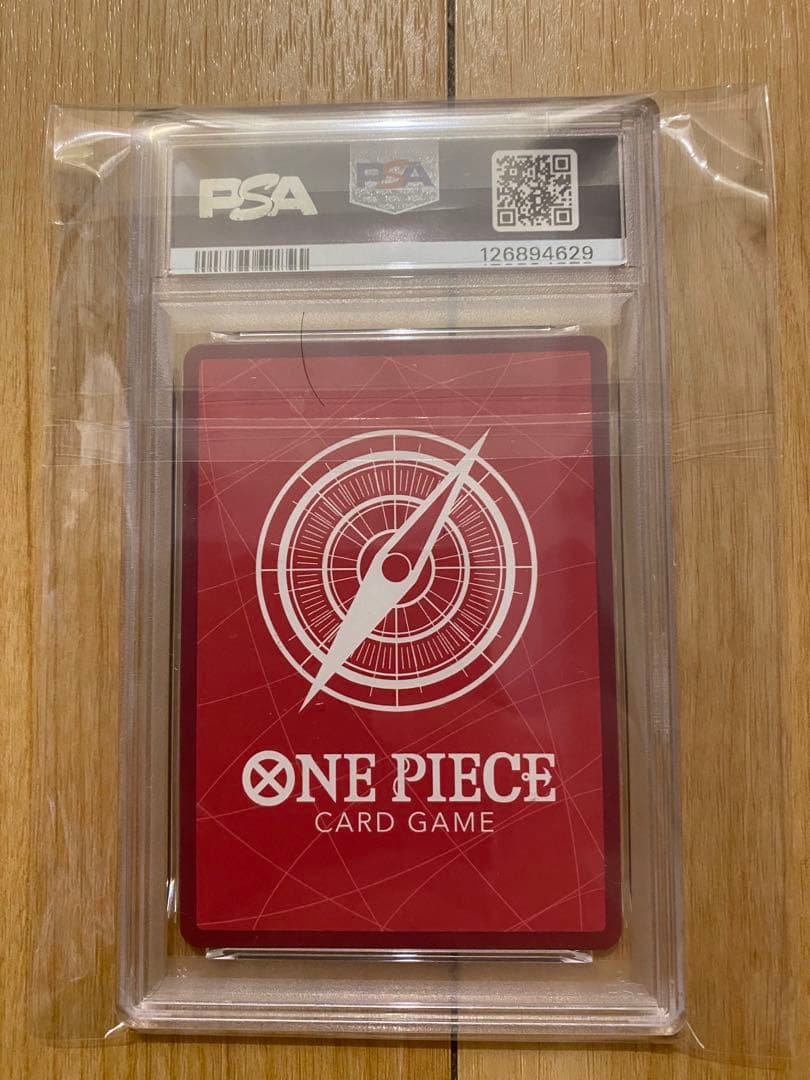 PSA
PSA
126894629
ONE PIECE
CARD GAME